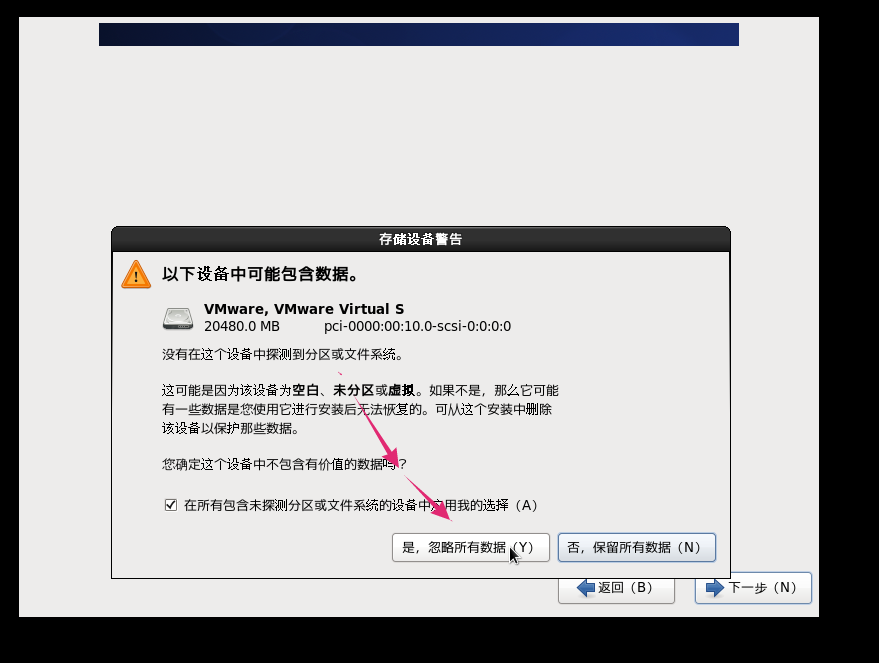 存储设备警告
以下设备中可能包含数据。
VMware, VMware Virtual S
20480.0 MB pci-0000:00:10.0-scsi-0:0:0:0
没有在这个设备中探测到分区或文件系统。
这可能是因为该设备为空白、未分区或虚拟。如果不是，那么它可能
有一些数据是您使用它进行安装后无法恢复的。可从这个安装中删除
该设备以保护那些数据。
您确定这个设备中不包含有价值的数据吗？
在所有包含未探测分区或文件系统的设备中应用我的选择（A）
是，忽略所有数据（Y） 否，保留所有数据（N）
返回（B） 下一步（N）